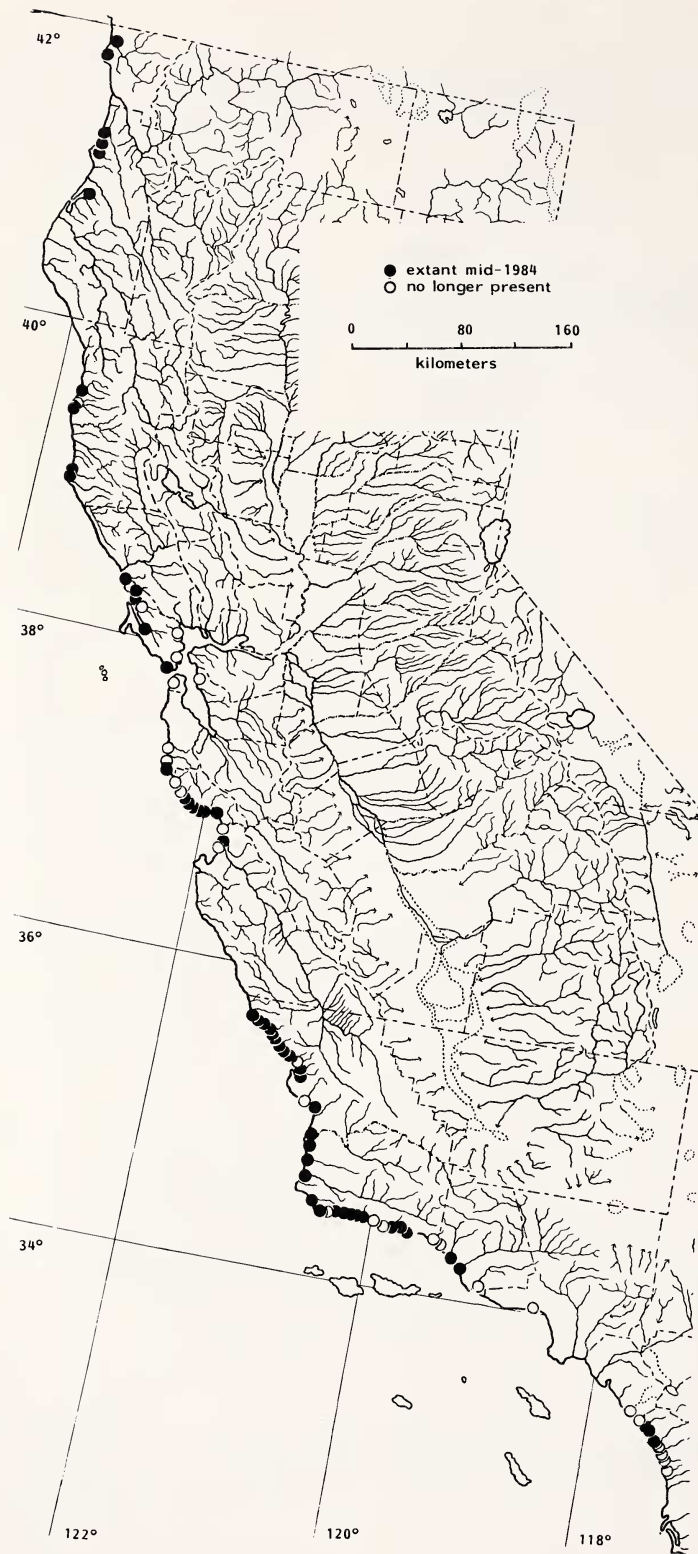 42°
● extant mid-1984
○ no longer present
0 80 160
kilometers
40°
38°
36°
34°
122° 120° 118°